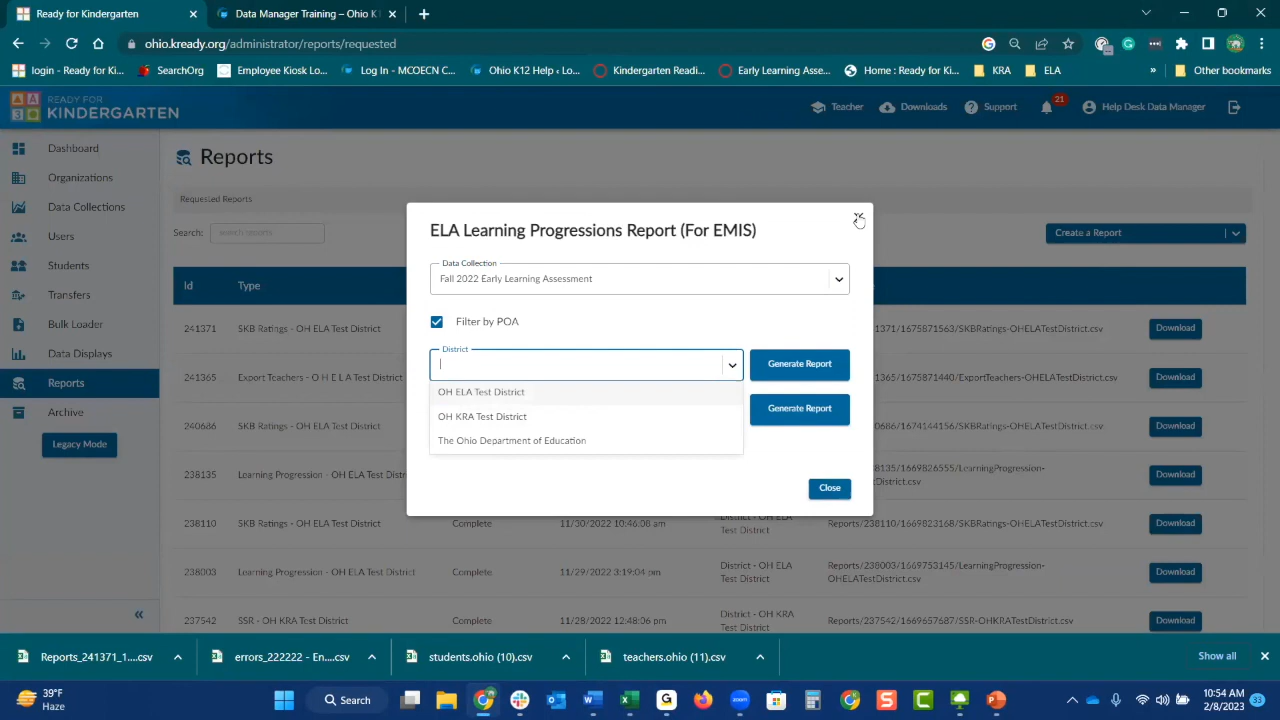 Ready for Kindergarten
Data Manager Training – Ohio K
ohio.kready.org/administrator/reports/requested
login - Ready for Ki...
SearchOrg
Employee Kiosk Lo...
Log In - MCOECN C...
Ohio K12 Help ‹ Lo...
Kindergarten Readi...
Early Learning Asse...
Home : Ready for Ki...
KRA
ELA
»
Other bookmarks
READY FOR
KINDERGARTEN
Teacher
Downloads
Support
21
Help Desk Data Manager
Dashboard
Organizations
Data Collections
Users
Students
Transfers
Bulk Loader
Data Displays
Reports
Archive
Legacy Mode
«
Reports
Requested Reports
Search:
Create a Report
Id Type
241371 SKB Ratings - OH ELA Test District 1371/1675871563/SKBRatings-OHELATestDistrict.csv Download
241365 Export Teachers - O H E L A Test District 1365/1675871440/ExportTeachers-OHELATestDistrict.csv Download
240686 SKB Ratings - OH ELA Test District 0686/1674144156/SKBRatings-OHELATestDistrict.csv Download
238135 Learning Progression - OH ELA Test Distr 8135/1669826555/LearningProgression-
sDistrict.csv Download
238110 SKB Ratings - OH ELA Test District Complete 11/30/2022 10:46:08 am District - OH ELA
Test District Reports/238110/1669823168/SKBRatings-OHELATestDistrict.csv Download
238003 Learning Progression - OH ELA Test District Complete 11/29/2022 3:19:04 pm District - OH ELA
Test District Reports/238003/1669753145/LearningProgression-
OHELATestDistrict.csv Download
237542 SSR - OH KRA Test District Complete 11/28/2022 12:48:06 pm District - OH KRA
Test District Reports/237542/1669657687/SSR-OHKRATestDistrict.csv Download
ELA Learning Progressions Report (For EMIS)
Data Collection
Fall 2022 Early Learning Assessment
Filter by POA
District
Generate Report
OH ELA Test District
OH KRA Test District
Generate Report
The Ohio Department of Education
Close
Reports_241371_1....csv
errors_222222 - En....csv
students.ohio (10).csv
teachers.ohio (11).csv
Show all
39°F
Haze
Search
10:54 AM
2/8/2023
33